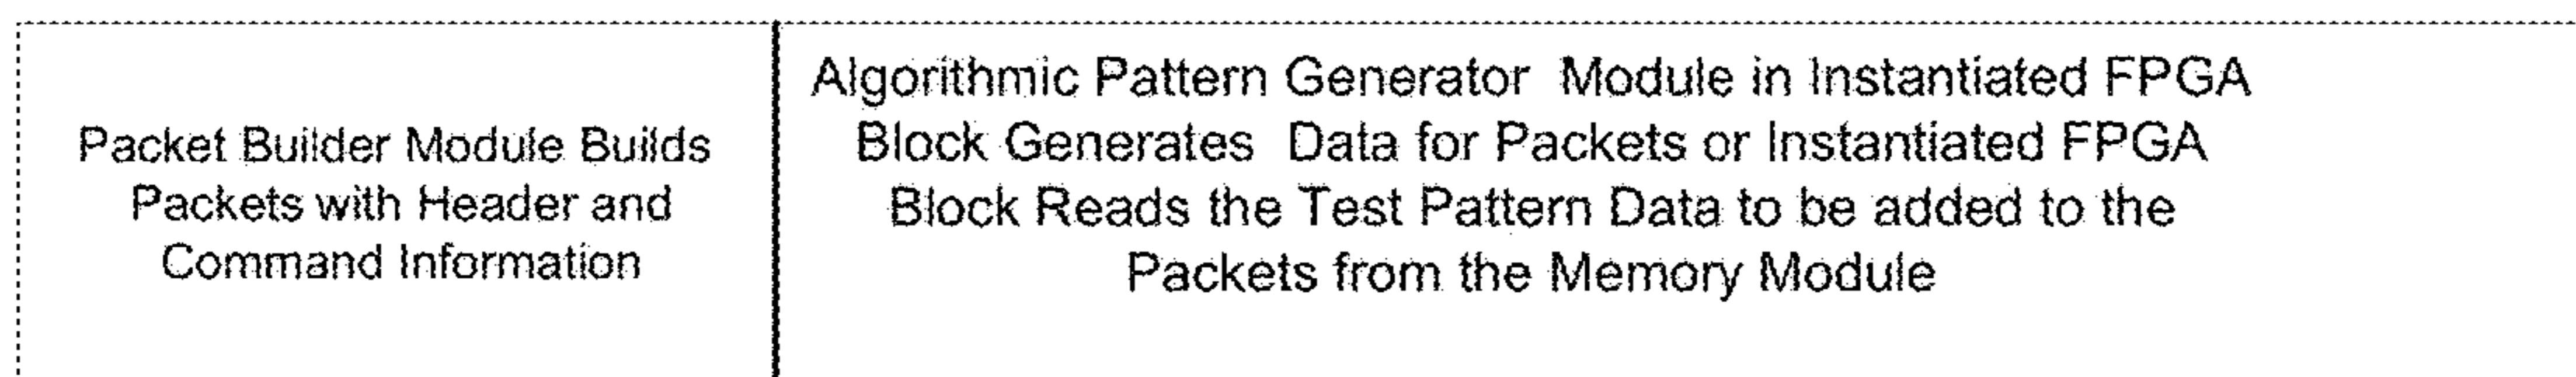 Packet Builder Module Builds
Packets with Header and
Command Information
Algorithmic Pattern Generator Module in Instantiated FPGA
Block Generates Data for Packets or Instantiated FPGA
Block Reads the Test Pattern Data to be added to the
Packets from the Memory Module